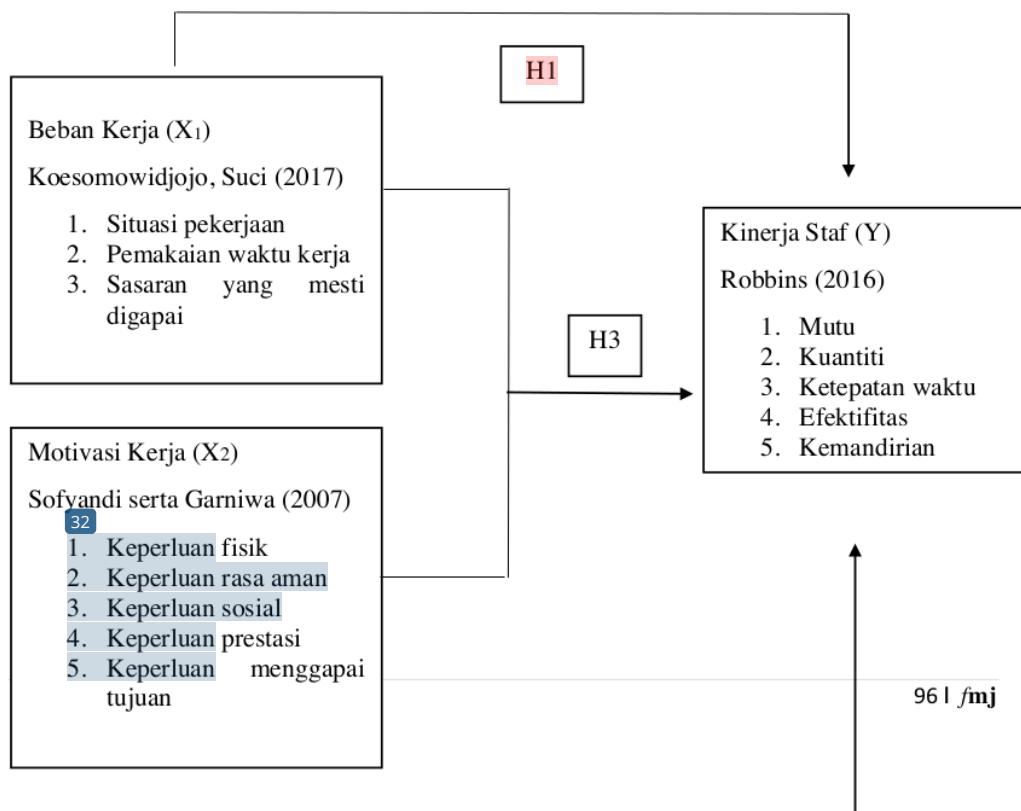 H1
Beban Kerja (X1)
Koesomowidjojo, Suci (2017)
1. Situasi pekerjaan
2. Pemakaian waktu kerja
3. Sasaran yang mesti
digapai
Kinerja Staf (Y)
Robbins (2016)
1. Mutu
2. Kuantiti
3. Ketepatan waktu
4. Efektifitas
5. Kemandirian
H3
Motivasi Kerja (X2)
Sofyandi serta Garniwa (2007)
32
1. Keperluan fisik
2. Keperluan rasa aman
3. Keperluan sosial
4. Keperluan prestasi
5. Keperluan menggapai
tujuan
96 l fmj